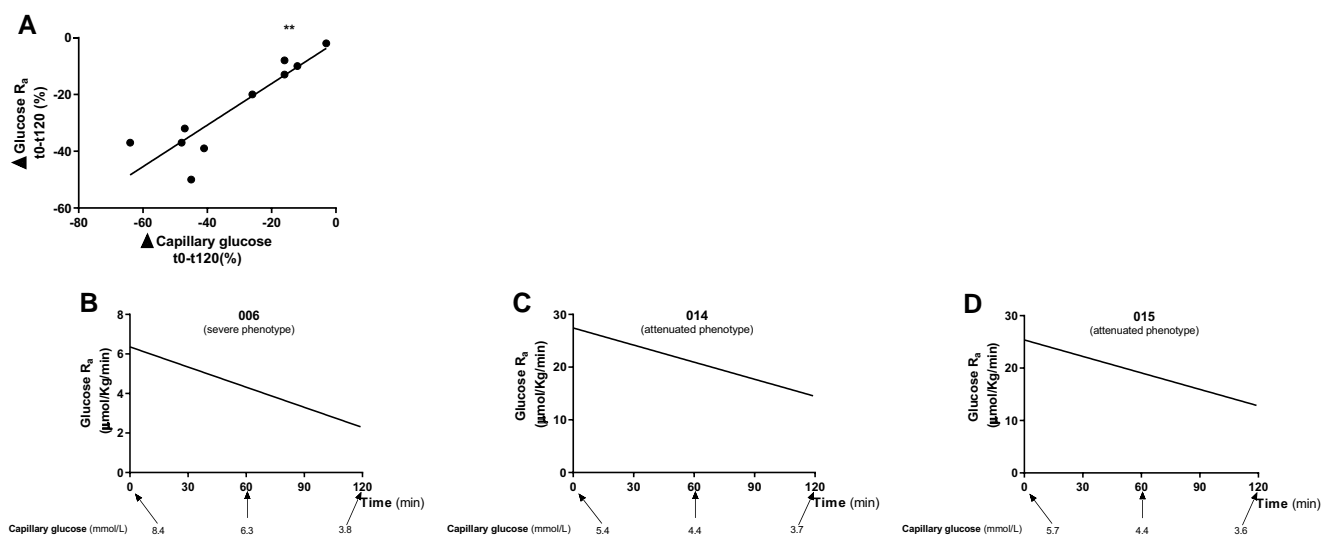 A
**
0
-20
-40
-60
-80
-60
-40
-20
0
Glucose Ra
t0-t120 (%)
▲ Capillary glucose
t0-t120(%)
B
006
(severe phenotype)
Glucose Ra
(μmol/Kg/min)
8
6
4
2
0
0
30
60
90
120
Time (min)
Capillary glucose (mmol/L)
8.4
6.3
3.8
C
014
(attenuated phenotype)
Glucose Ra
(μmol/Kg/min)
30
20
10
0
0
30
60
90
120
Time (min)
Capillary glucose (mmol/L)
5.4
4.4
3.7
D
015
(attenuated phenotype)
Glucose Ra
(μmol/Kg/min)
30
20
10
0
0
30
60
90
120
Time (min)
Capillary glucose (mmol/L)
5.7
4.4
3.6